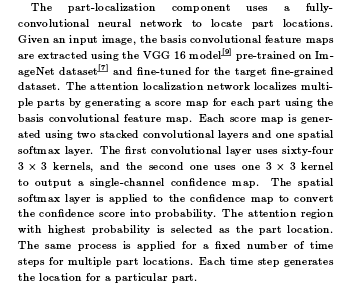 The part-localization component uses a fully-
convolutional neural network to locate part locations.
Given an input image, the basis convolutional feature maps
are extracted using the VGG 16 model[9] pre-trained on Im-
ageNet dataset[7] and fine-tuned for the target fine-grained
dataset. The attention localization network localizes multi-
ple parts by generating a score map for each part using the
basis convolutional feature map. Each score map is gener-
ated using two stacked convolutional layers and one spatial
softmax layer. The first convolutional layer uses sixty-four
3 × 3 kernels, and the second one uses one 3 × 3 kernel
to output a single-channel confidence map. The spatial
softmax layer is applied to the confidence map to convert
the confidence score into probability. The attention region
with highest probability is selected as the part location.
The same process is applied for a fixed number of time
steps for multiple part locations. Each time step generates
the location for a particular part.